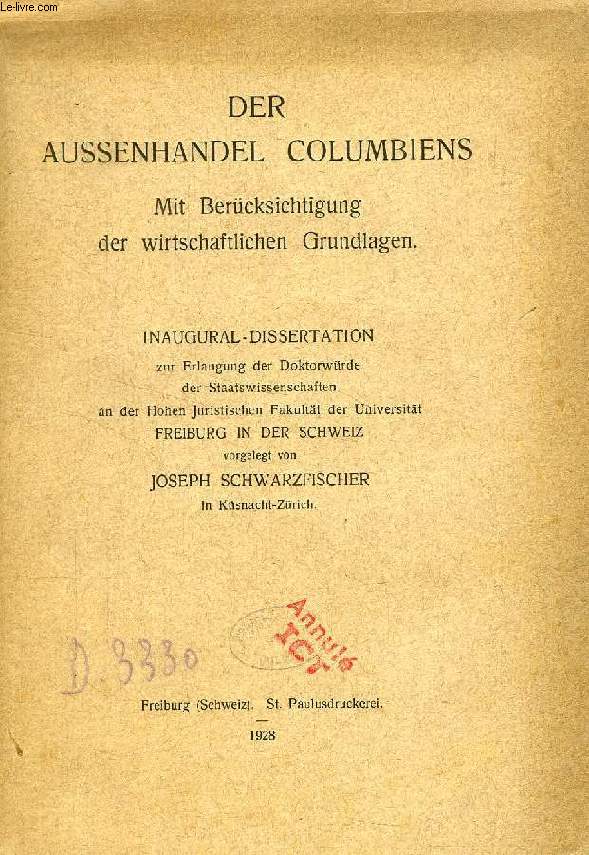 Le-livre.com
DER
AUSSENHANDEL COLUMBIENS
Mit Berücksichtigung
der wirtschaftlichen Grundlagen.
INAUGURAL-DISSERTATION
zur Erlangung der Doktorwürde
der Staatswissenschaften
an der Hohen Juristischen Fakultät der Universität
FREIBURG IN DER SCHWEIZ
vorgelegt von
JOSEPH SCHWARZFISCHER
in Küsnacht-Zürich.
Annulé
ICT
D. 3330
Freiburg (Schweiz). St. Paulusdruckerei.
1928